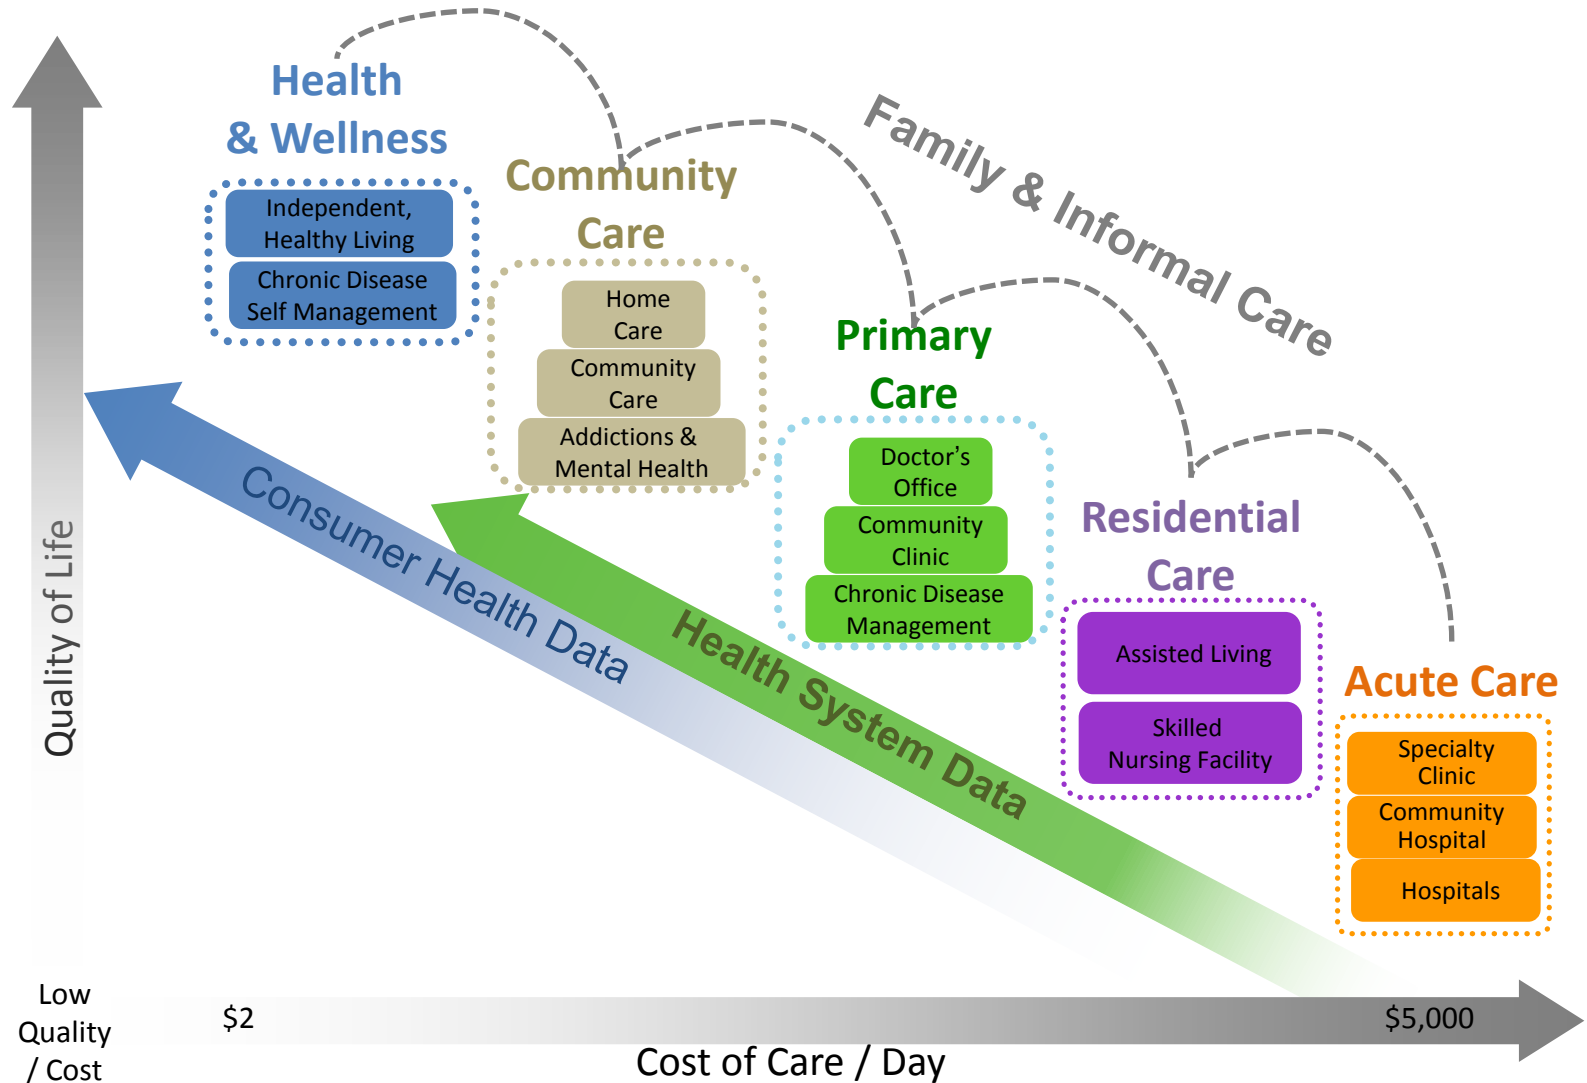 Health
& Wellness
Independent,
Healthy Living
Chronic Disease
Self Management
Community
Care
Home
Care
Community
Care
Addictions &
Mental Health
Family & Informal Care
Primary
Care
Doctor’s
Office
Community
Clinic
Chronic Disease
Management
Residential
Care
Assisted Living
Skilled
Nursing Facility
Acute Care
Specialty
Clinic
Community
Hospital
Hospitals
Consumer Health Data
Health System Data
Quality of Life
Low
Quality
/ Cost
$2
$5,000
Cost of Care / Day